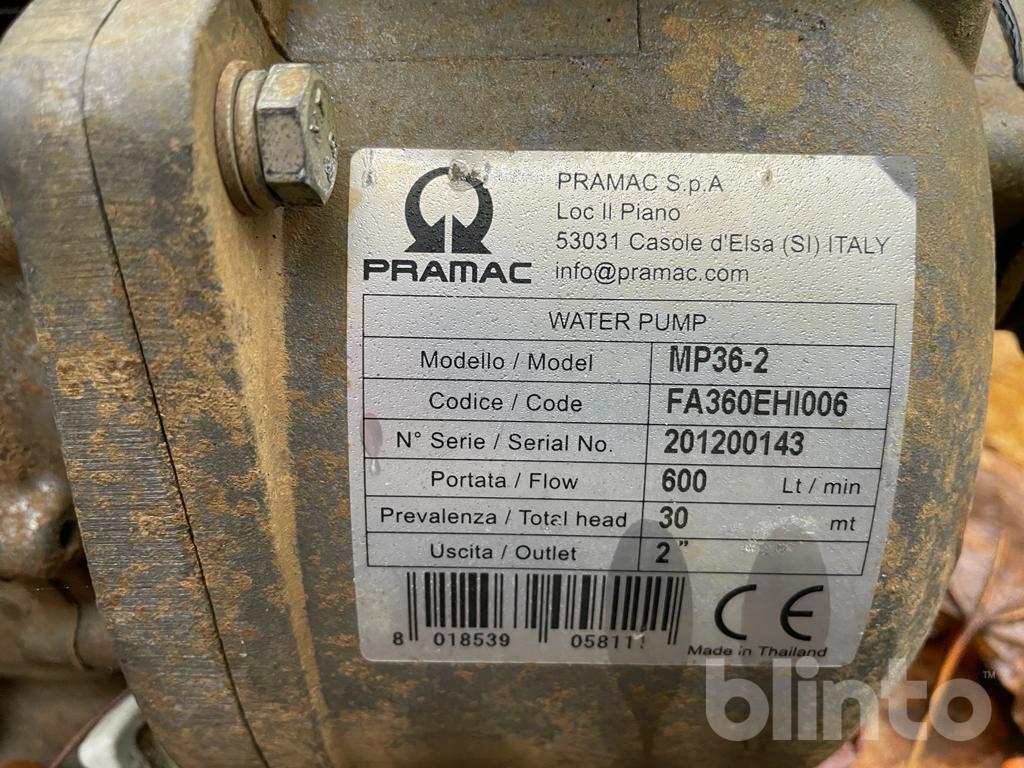 PRAMAC
PRAMAC S.p.A
Loc Il Piano
53031 Casole d'Elsa (SI) ITALY
info@pramac.com
WATER PUMP
Modello / Model MP36-2
Codice / Code FA360EHI006
N° Serie / Serial No. 201200143
Portata / Flow 600 Lt / min
Prevalenza / Total head 30 mt
Uscita / Outlet 2"
8 018539 058111
CE
Made in Thailand
blinto™